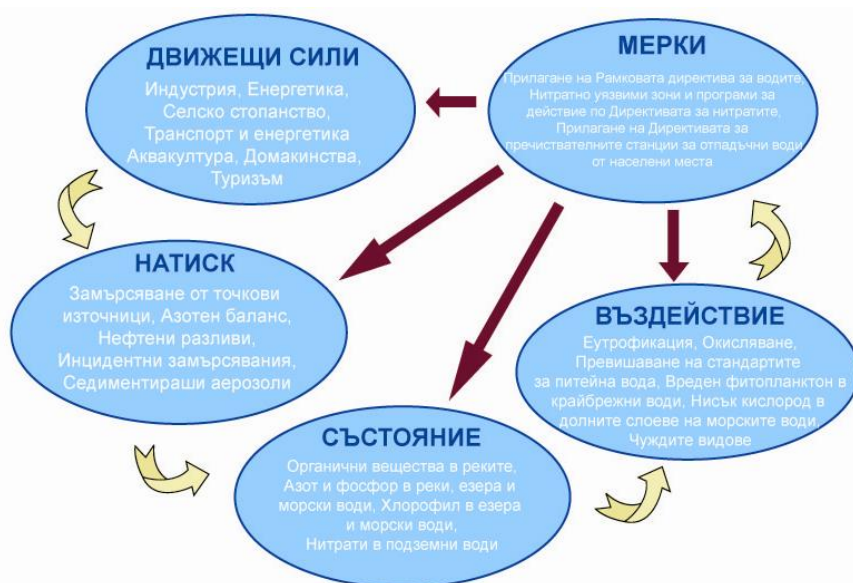 ДВИЖЕЩИ СИЛИ
Индустрия, Енергетика,
Селско стопанство,
Транспорт и енергетика
Аквакултура, Домакинства,
Туризъм
МЕРКИ
Прилагане на Рамковата директива за водите,
Нитратно уязвими зони и програми за
действие по Директивата за нитратите,
Прилагане на Директивата за
пречиствателните станции за отпадъчни води
от населени места
НАТИСК
Замърсяване от точкови
източници, Азотен баланс,
Нефтени разливи,
Инцидентни замърсявания,
Седиментираши аерозоли
ВЪЗДЕЙСТВИЕ
Еутрофикация, Окисляване,
Превишаване на стандартите
за питейна вода, Вреден фитопланктон в
крайбрежни води, Нисък кислород в
долните слоеве на морските води,
Чуждите видове
СЪСТОЯНИЕ
Органични вещества в реките,
Азот и фосфор в реки, езера и
морски води, Хлорофил в езера
и морски води,
Нитрати в подземни води